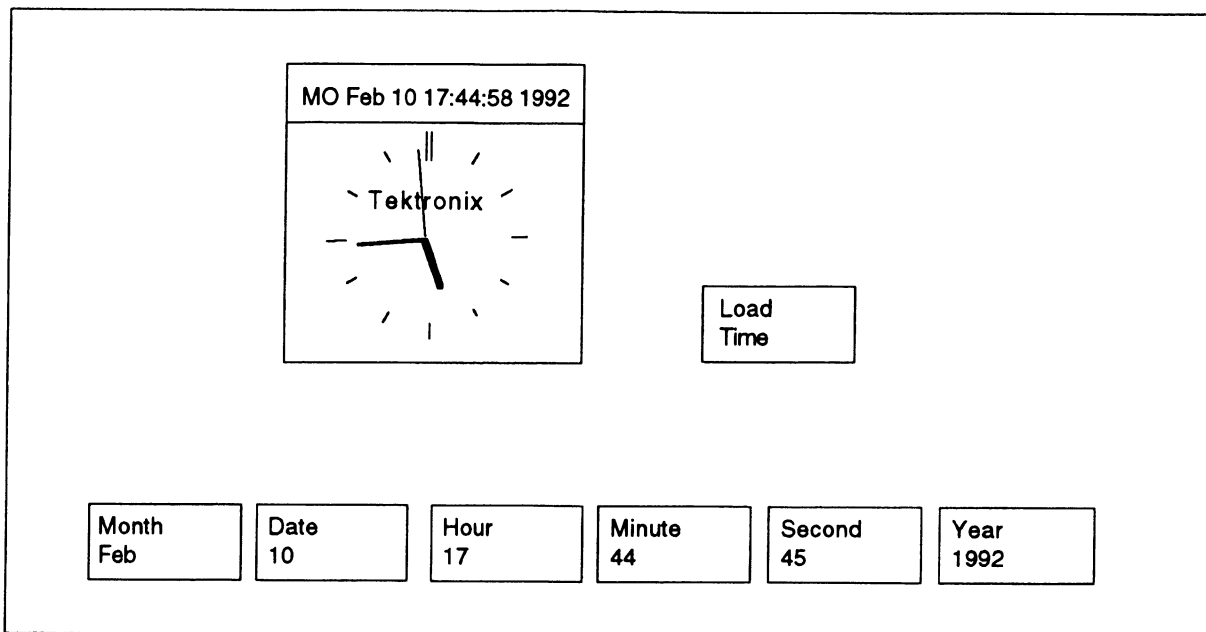 MO Feb 10 17:44:58 1992
Tektronix
Load
Time
Month
Feb
Date
10
Hour
17
Minute
44
Second
45
Year
1992